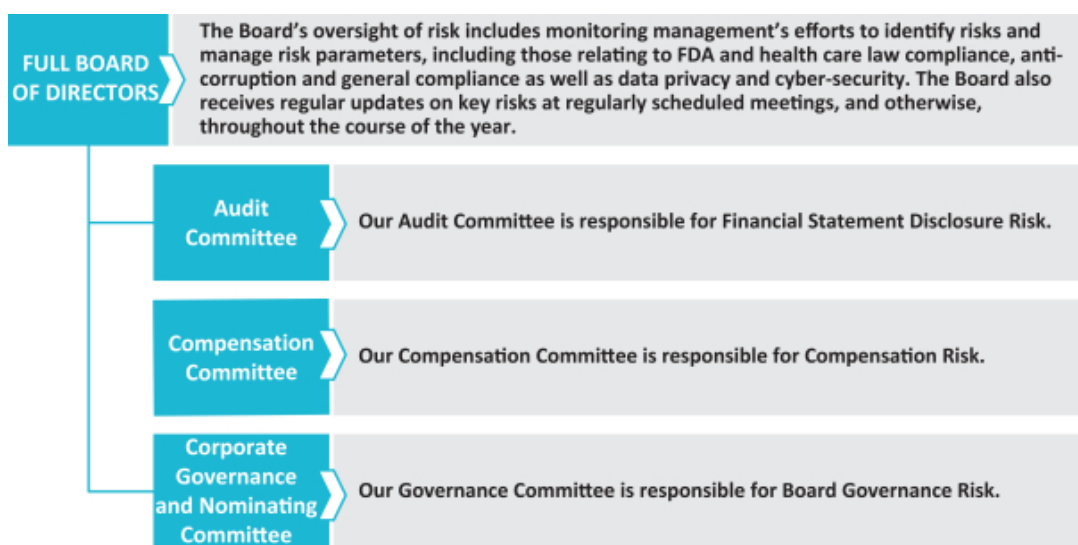 FULL BOARD
OF DIRECTORS
The Board’s oversight of risk includes monitoring management’s efforts to identify risks and
manage risk parameters, including those relating to FDA and health care law compliance, anti-
corruption and general compliance as well as data privacy and cyber-security. The Board also
receives regular updates on key risks at regularly scheduled meetings, and otherwise,
throughout the course of the year.
Audit
Committee
Our Audit Committee is responsible for Financial Statement Disclosure Risk.
Compensation
Committee
Our Compensation Committee is responsible for Compensation Risk.
Corporate
Governance
and Nominating
Committee
Our Governance Committee is responsible for Board Governance Risk.